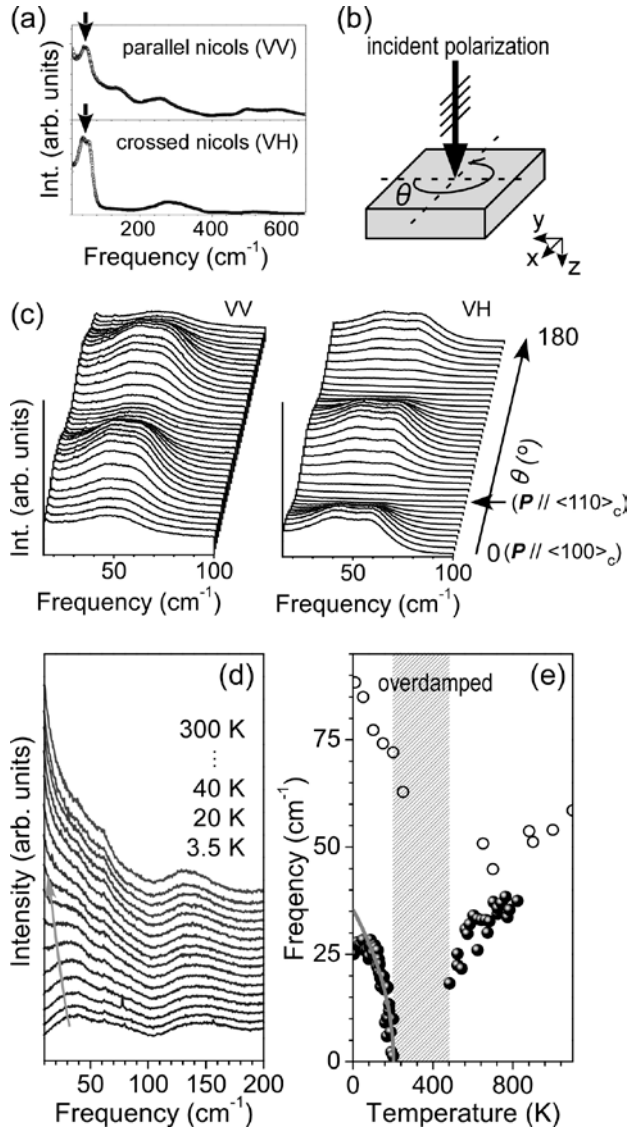 (a)
parallel nicols (VV)
crossed nicols (VH)
Int. (arb. units)
200 400 600
Frequency (cm⁻¹)
(b)
incident polarization
θ
y
x
z
(c)
VV
VH
180
θ (°)
(P // <110>c)
0 (P // <100>c)
Int. (arb. units)
50 100
50 100
Frequency (cm⁻¹)
Frequency (cm⁻¹)
(d)
300 K
⋮
40 K
20 K
3.5 K
Intensity (arb. units)
50 100 150 200
Frequency (cm⁻¹)
(e)
overdamped
75
50
25
0
Freqency (cm⁻¹)
0 400 800
Temperature (K)